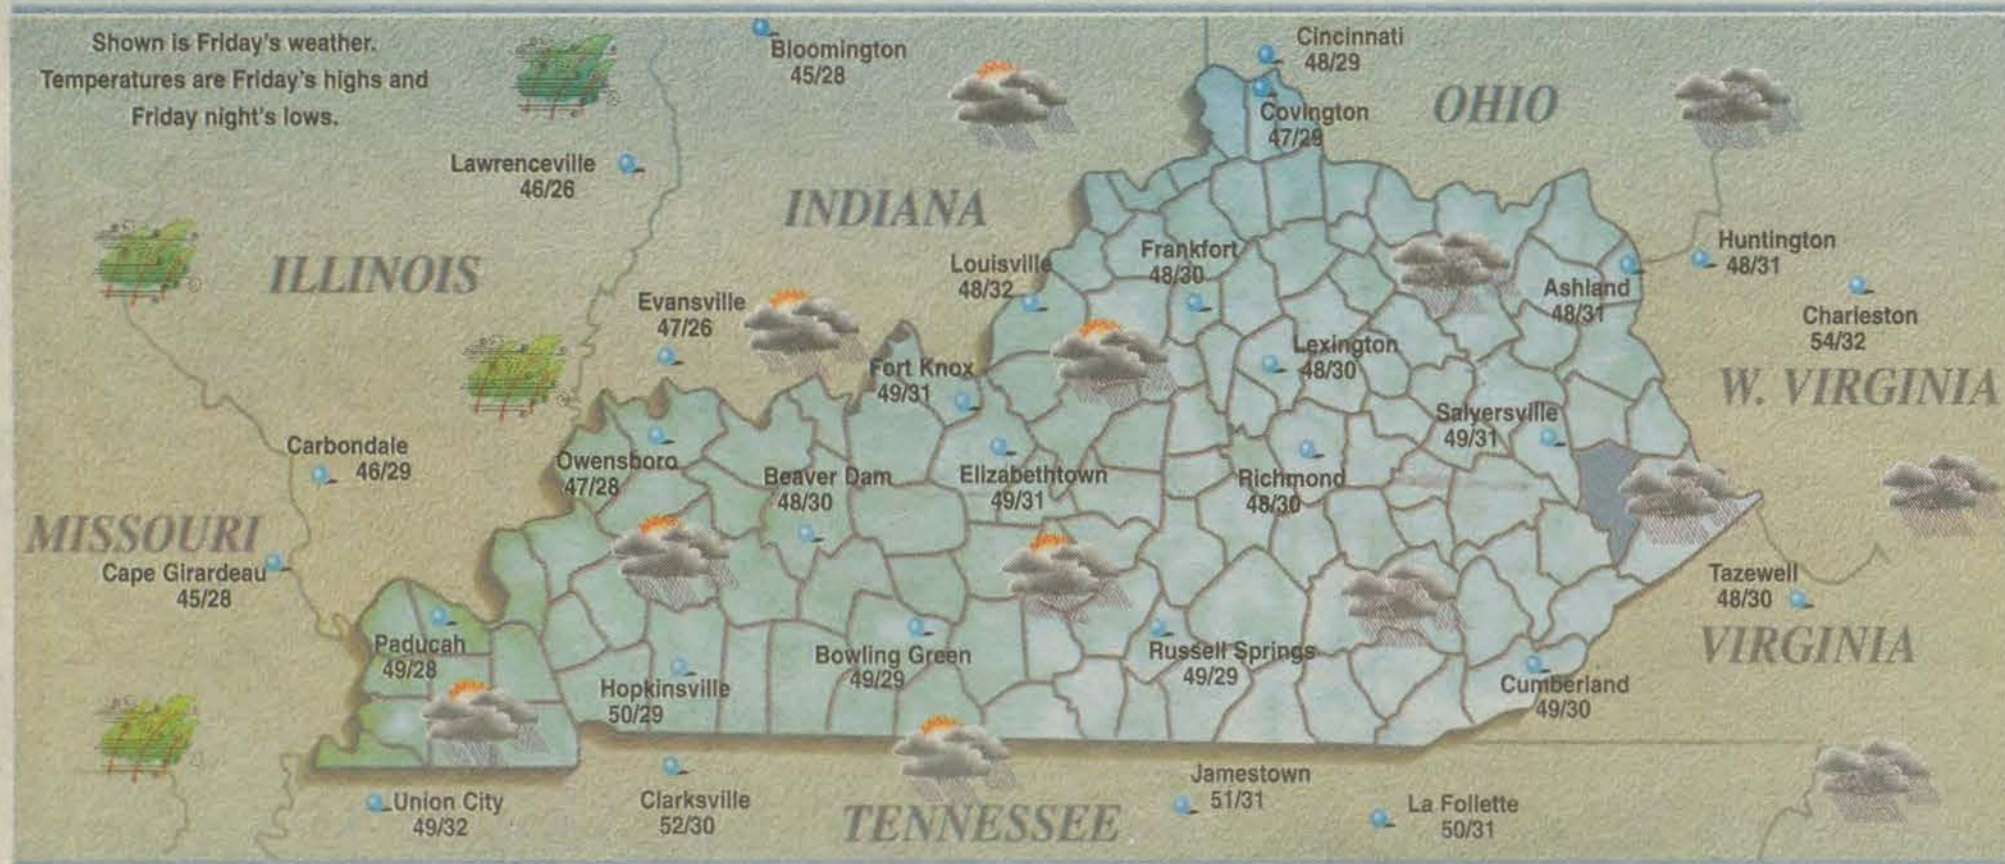 Shown is Friday's weather.
Temperatures are Friday's highs and
Friday night's lows.
Bloomington
45/28
Cincinnati
48/29
Covington
47/29
OHIO
Lawrenceville
46/26
INDIANA
ILLINOIS
Evansville
47/26
Louisville
48/32
Frankfort
48/30
Ashland
48/31
Huntington
48/31
Charleston
54/32
Fort Knox
49/31
Lexington
48/30
W. VIRGINIA
Carbondale
46/29
Owensboro
47/28
Beaver Dam
48/30
Elizabethtown
49/31
Richmond
48/30
Salyersville
49/31
MISSOURI
Cape Girardeau
45/28
Tazewell
48/30
VIRGINIA
Paducah
49/28
Hopkinsville
50/29
Bowling Green
49/29
Russell Springs
49/29
Cumberland
49/30
Union City
49/32
Clarksville
52/30
TENNESSEE
Jamestown
51/31
La Follette
50/31